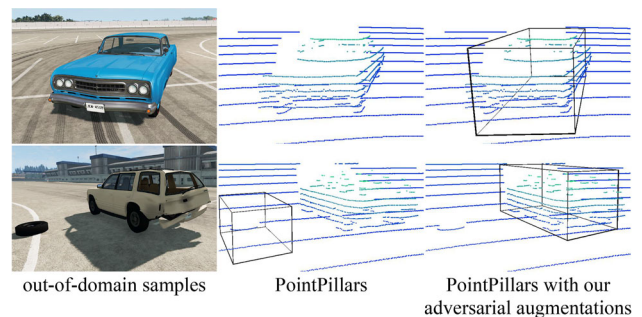 out-of-domain samples
PointPillars
PointPillars with our
adversarial augmentations